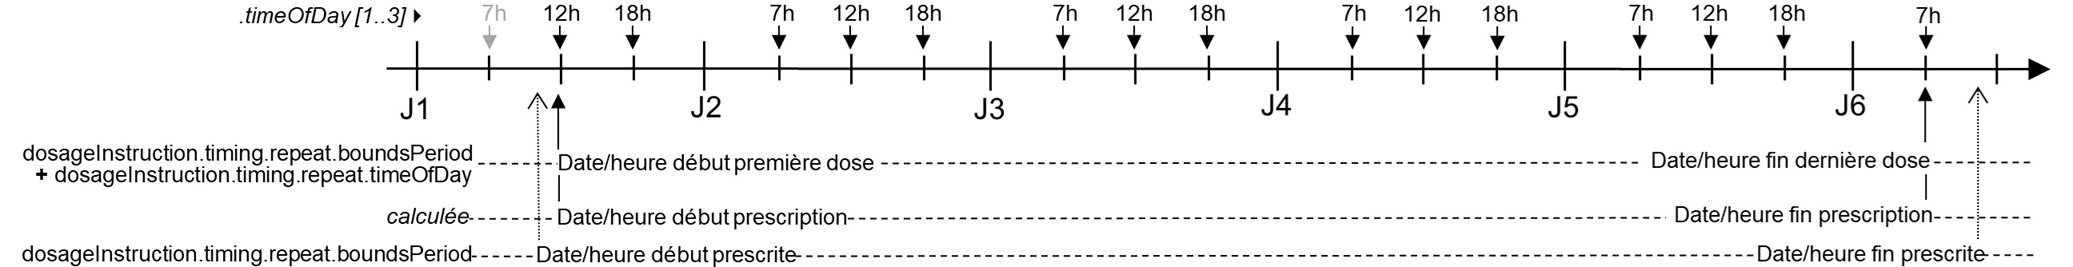 .timeOfDay [1..3] 7h 12h 18h 7h 12h 18h 7h 12h 18h 7h 12h 18h 7h 12h 18h 7h
J1 J2 J3 J4 J5 J6
dosageInstruction.timing.repeat.boundsPeriod
+ dosageInstruction.timing.repeat.timeOfDay
Date/heure début première dose Date/heure fin dernière dose
calculée Date/heure début prescription Date/heure fin prescription
dosageInstruction.timing.repeat.boundsPeriod Date/heure début prescrite Date/heure fin prescrite